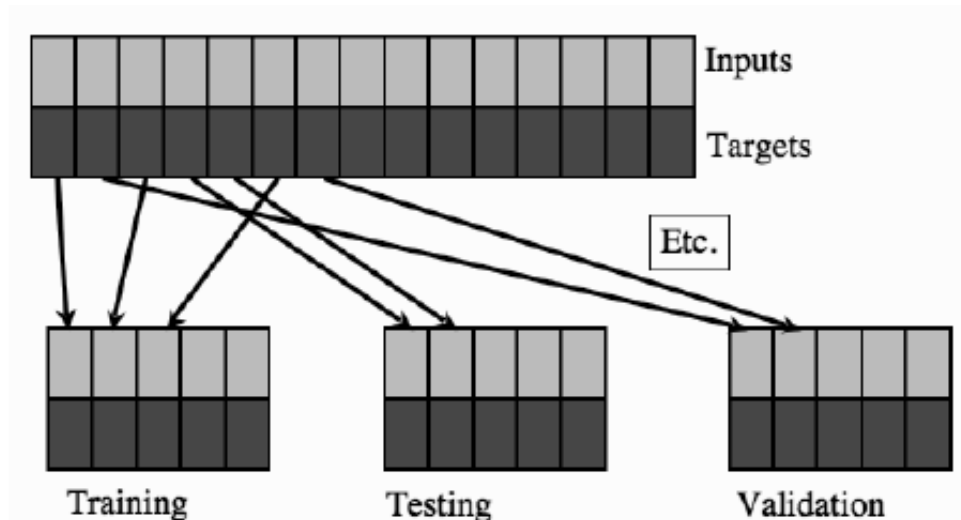 Inputs
Targets
Etc.
Training
Testing
Validation